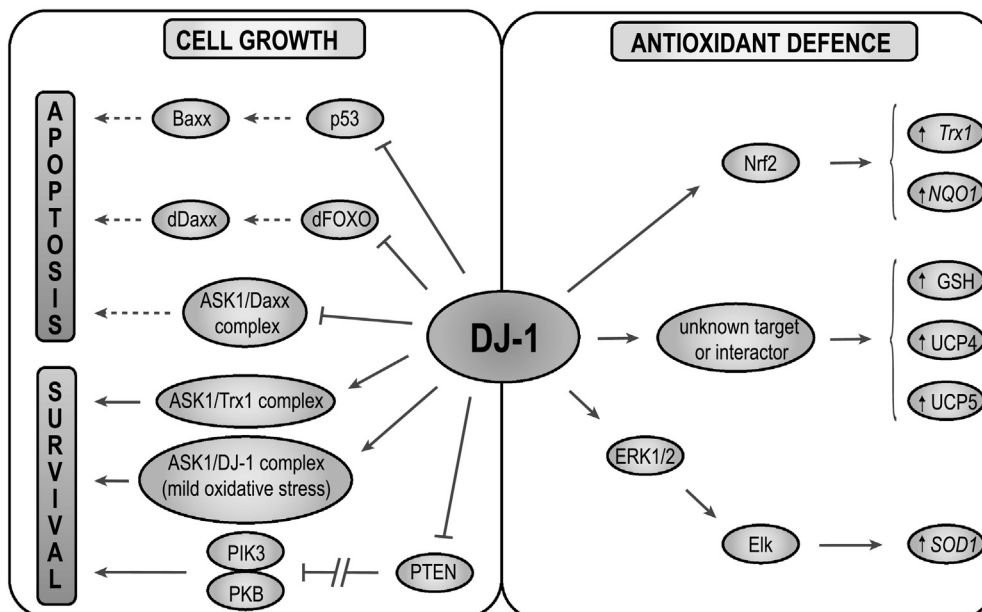 CELL GROWTH
ANTIOXIDANT DEFENCE
APOPTOSIS
Baxx
p53
dDaxx
dFOXO
ASK1/Daxx
complex
SURVIVAL
ASK1/Trx1 complex
ASK1/DJ-1 complex
(mild oxidative stress)
PIK3
PKB
PTEN
DJ-1
Nrf2
↑ Trx1
↑ NQO1
unknown target
or interactor
↑ GSH
↑ UCP4
↑ UCP5
ERK1/2
Elk
↑ SOD1